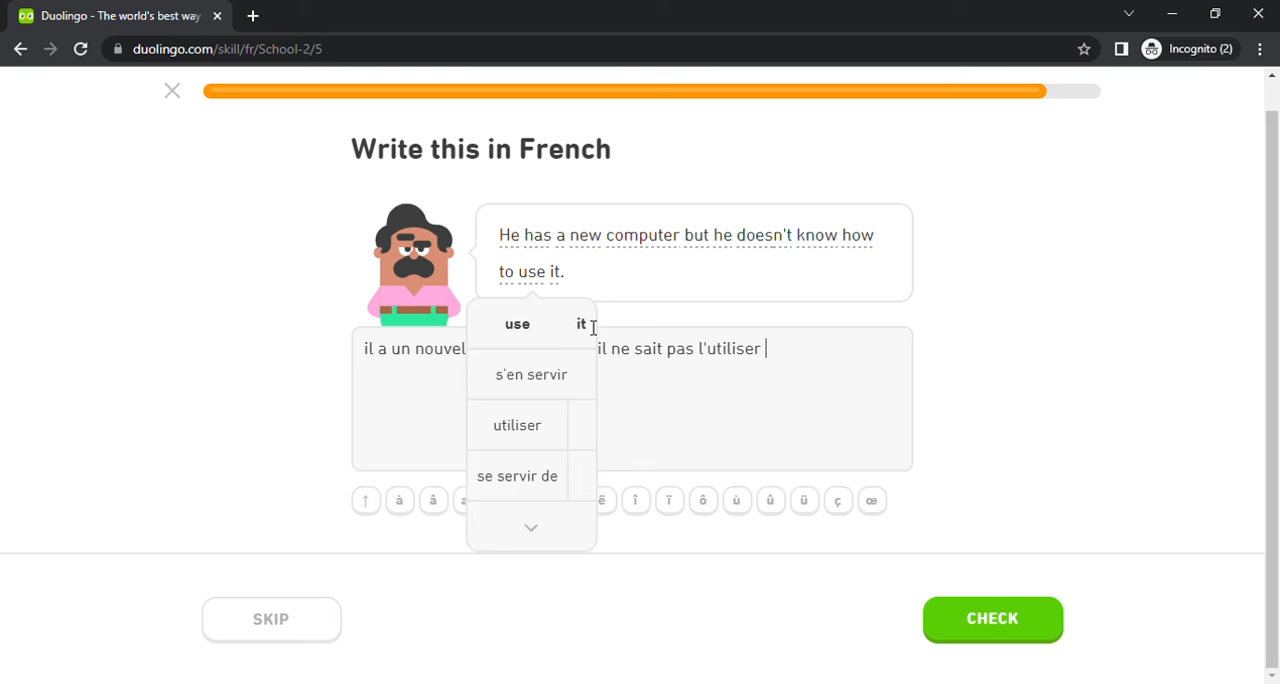 Duolingo - The world's best way
duolingo.com/skill/fr/School-2/5
Incognito (2)
Write this in French
He has a new computer but he doesn't know how
to use it.
use it
il a un nouvel il ne sait pas l'utiliser
s'en servir
utiliser
se servir de
↑ à â ë î ï ô ù û ü ç œ
SKIP
CHECK